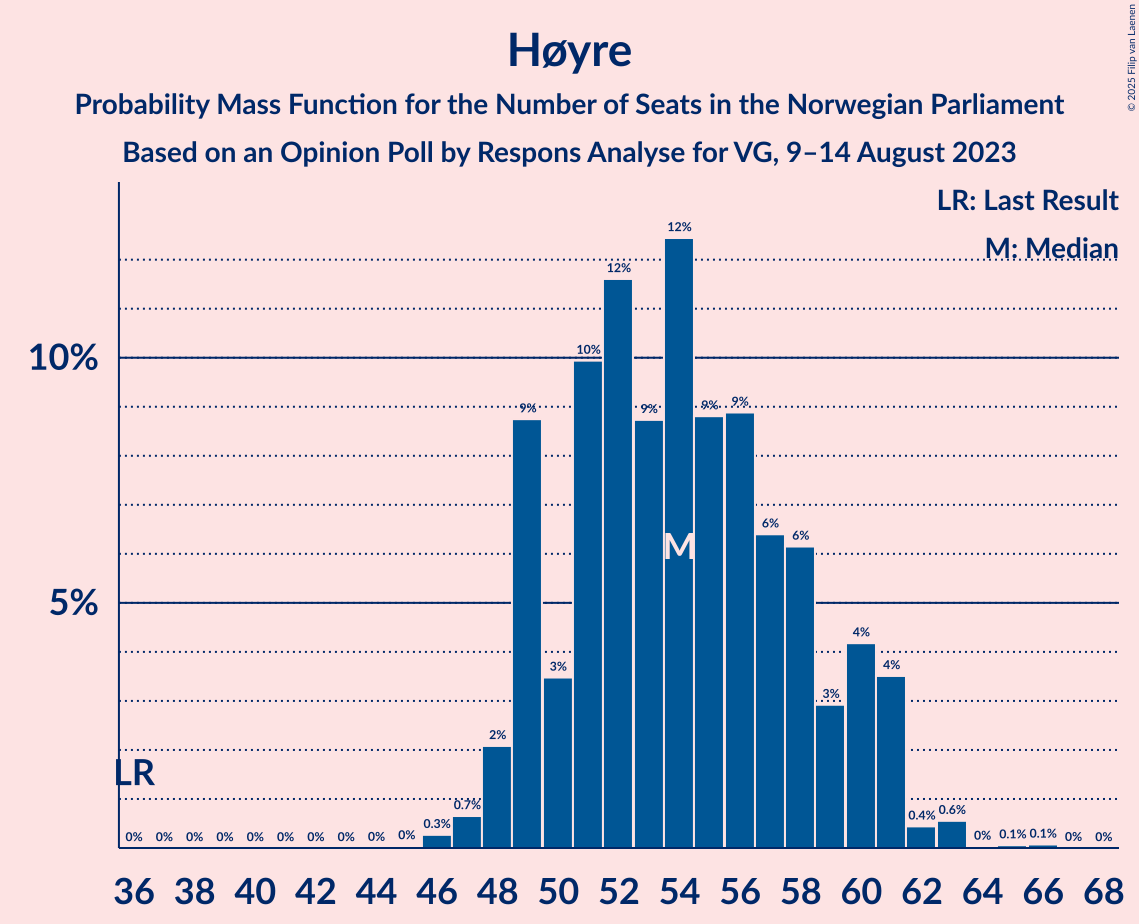 © 2025 Filip van Laenen
Høyre
Probability Mass Function for the Number of Seats in the Norwegian Parliament
Based on an Opinion Poll by Respons Analyse for VG, 9–14 August 2023
LR: Last Result
M: Median
10%
5%
LR
M
0% 0% 0% 0% 0% 0% 0% 0% 0% 0% 0.3% 0.7% 2% 9% 3% 10% 12% 9% 12% 9% 9% 6% 6% 3% 4% 4% 0.4% 0.6% 0% 0.1% 0.1% 0% 0%
36 38 40 42 44 46 48 50 52 54 56 58 60 62 64 66 68